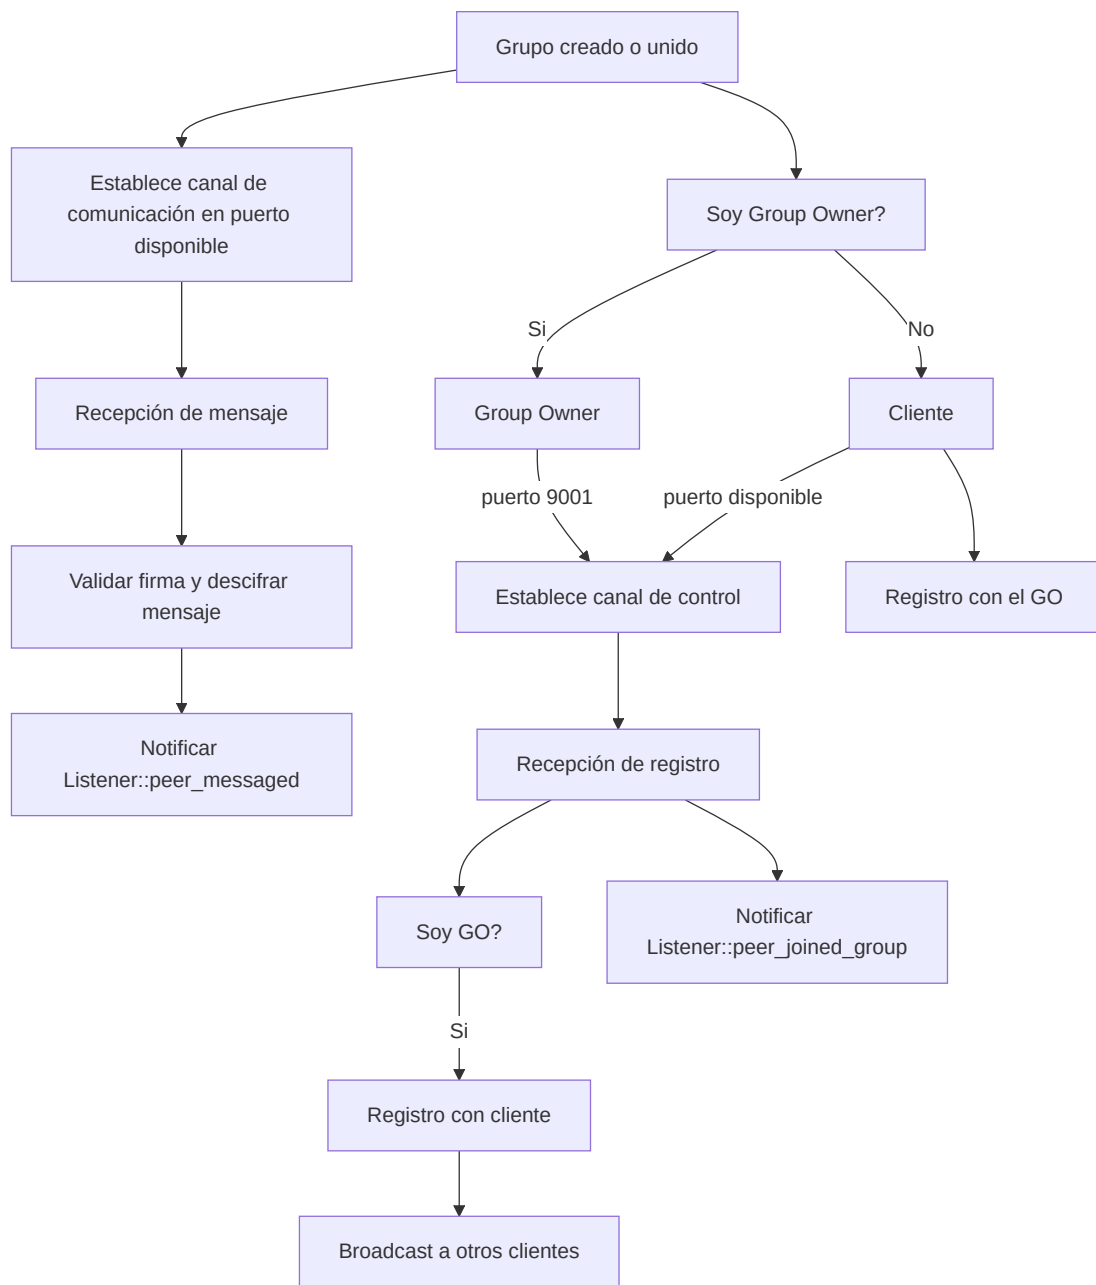 Grupo creado o unido
Establece canal de
comunicación en puerto
disponible
Soy Group Owner?
Si
No
Recepción de mensaje
Group Owner
Cliente
puerto 9001
puerto disponible
Validar firma y descifrar
mensaje
Establece canal de control
Registro con el GO
Notificar
Listener::peer_messaged
Recepción de registro
Soy GO?
Notificar
Listener::peer_joined_group
Si
Registro con cliente
Broadcast a otros clientes